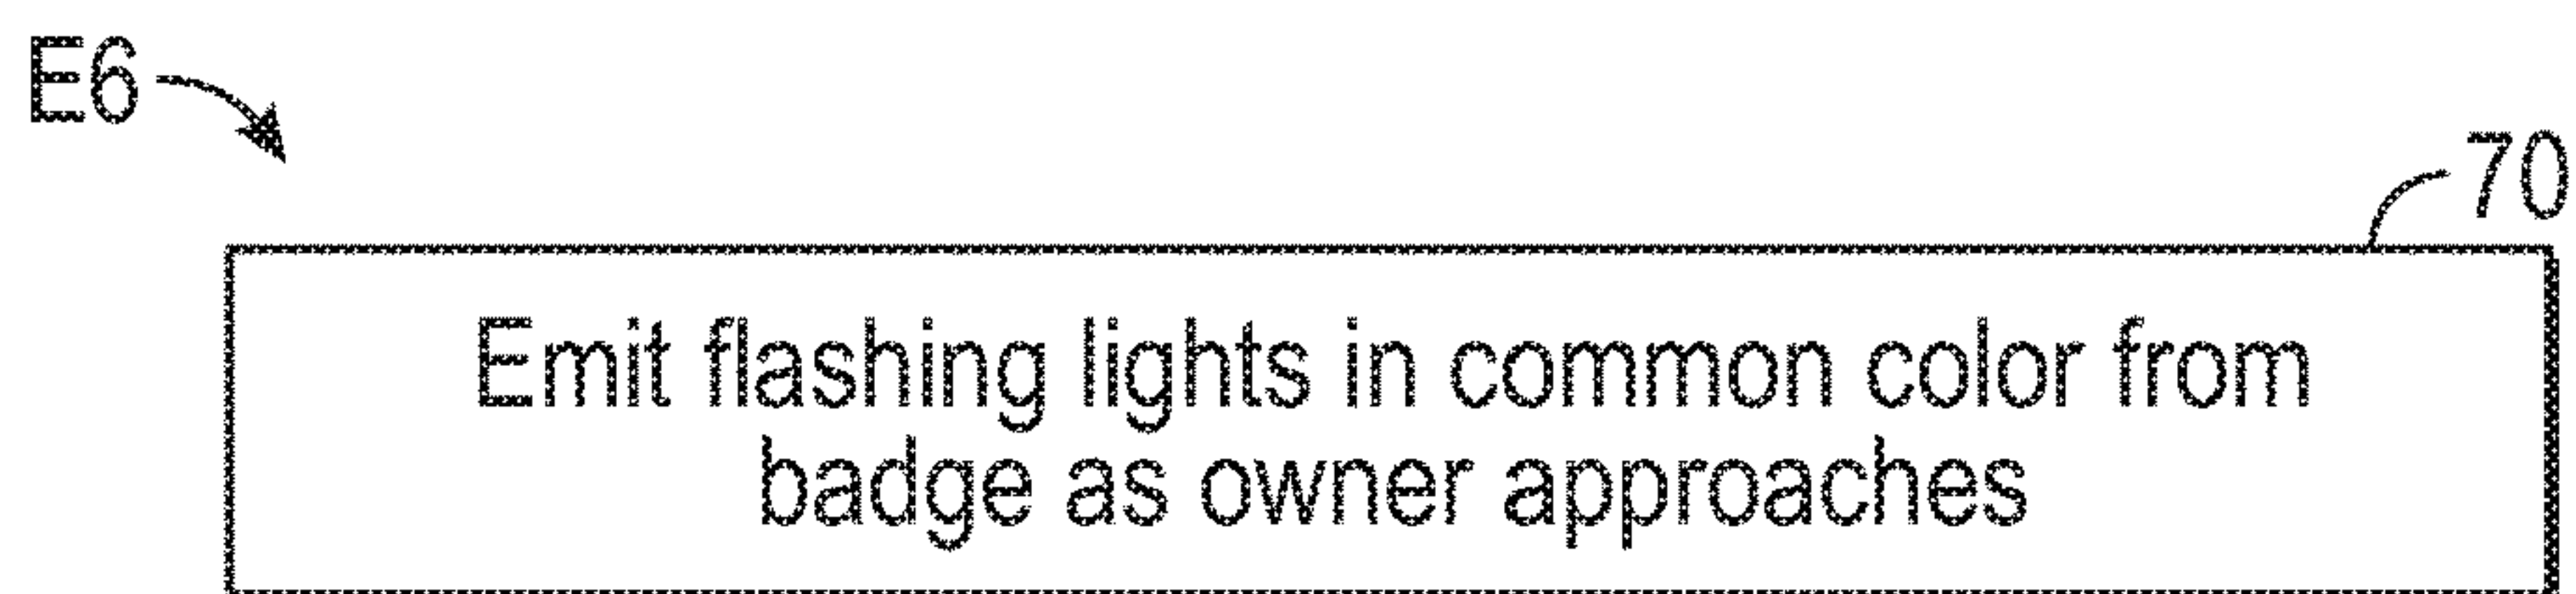 E6
70
Emit flashing lights in common color from
badge as owner approaches